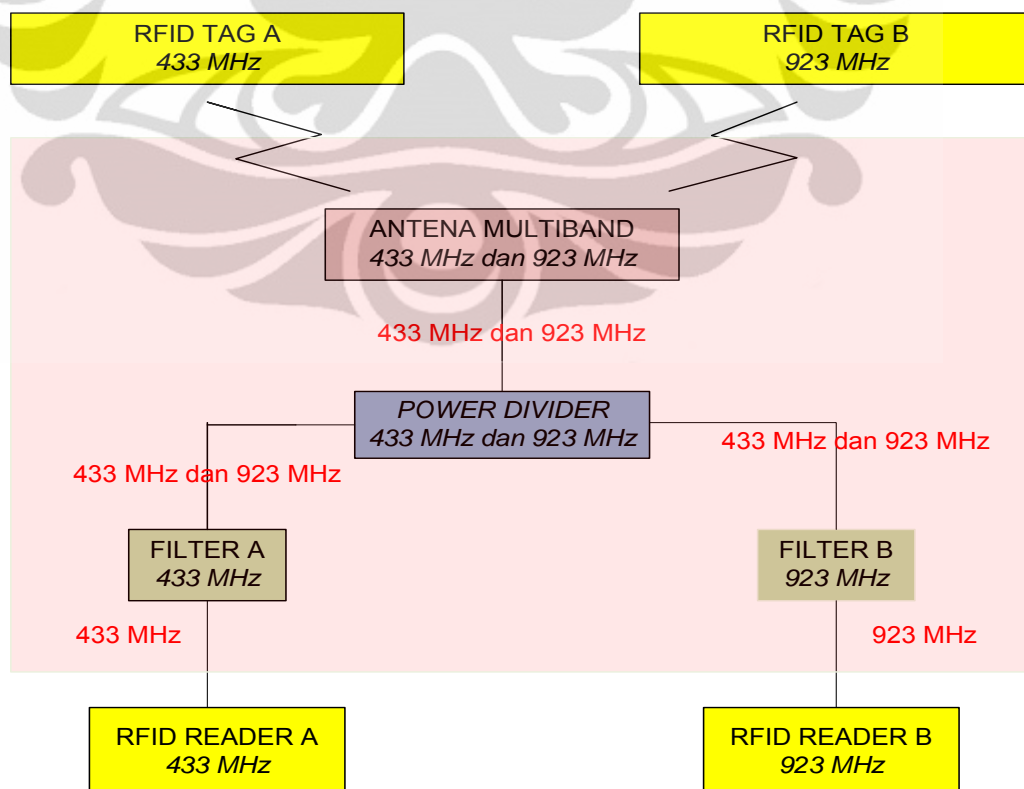 RFID TAG A
433 MHz
RFID TAG B
923 MHz
ANTENA MULTIBAND
433 MHz dan 923 MHz
433 MHz dan 923 MHz
POWER DIVIDER
433 MHz dan 923 MHz
433 MHz dan 923 MHz
433 MHz dan 923 MHz
FILTER A
433 MHz
FILTER B
923 MHz
433 MHz
923 MHz
RFID READER A
433 MHz
RFID READER B
923 MHz